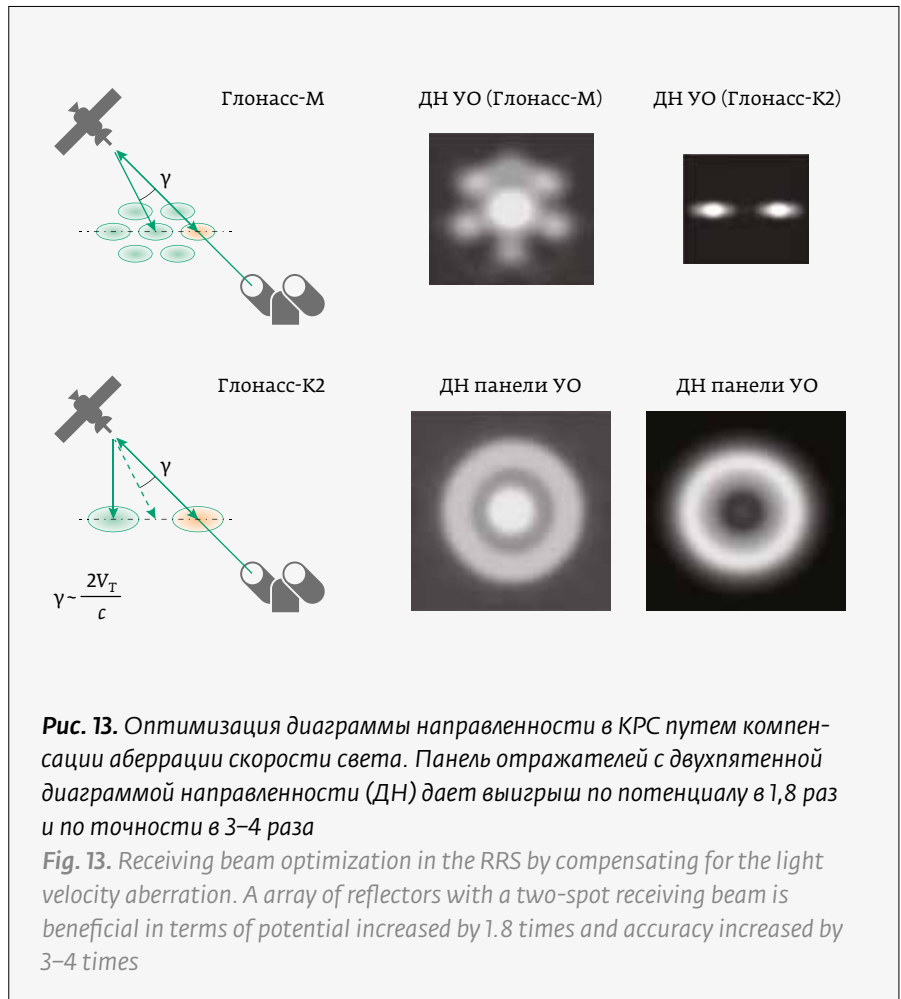 Глонасс-М
ДН УО (Глонасс-М)
ДН УО (Глонасс-К2)
γ
Глонасс-К2
ДН панели УО
ДН панели УО
γ
γ ~ 2V_T / c
Рис. 13. Оптимизация диаграммы направленности в КРС путем компен-
сации аберрации скорости света. Панель отражателей с двухпятенной
диаграммой направленности (ДН) дает выигрыш по потенциалу в 1,8 раз
и по точности в 3–4 раза
Fig. 13. Receiving beam optimization in the RRS by compensating for the light
velocity aberration. A array of reflectors with a two-spot receiving beam is
beneficial in terms of potential increased by 1.8 times and accuracy increased by
3–4 times